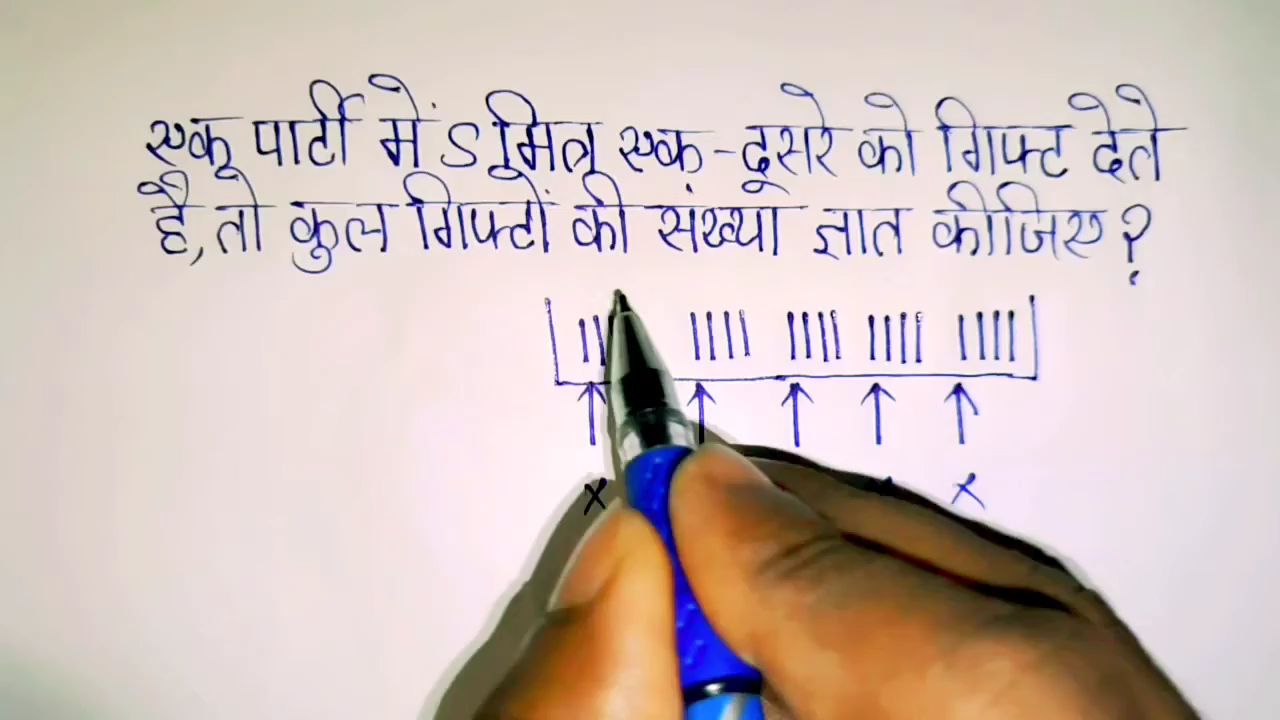 एक पार्टी में 5 मित्र एक-दूसरे को गिफ्ट देते
है, तो कुल गिफ्टों की संख्या ज्ञात कीजिए ?
x x